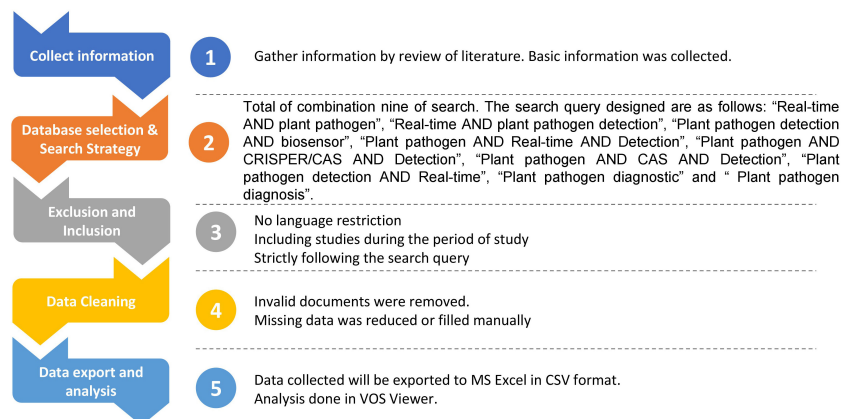 Collect information
1
Gather information by review of literature. Basic information was collected.
Database selection &
Search Strategy
2
Total of combination nine of search. The search query designed are as follows: “Real-time
AND plant pathogen”, “Real-time AND plant pathogen detection”, “Plant pathogen detection
AND biosensor”, “Plant pathogen AND Real-time AND Detection”, “Plant pathogen AND
CRISPER/CAS AND Detection”, “Plant pathogen AND CAS AND Detection”, “Plant
pathogen detection AND Real-time”, “Plant pathogen diagnostic” and “ Plant pathogen
diagnosis”.
Exclusion and
Inclusion
3
No language restriction
Including studies during the period of study
Strictly following the search query
Data Cleaning
4
Invalid documents were removed.
Missing data was reduced or filled manually
Data export and
analysis
5
Data collected will be exported to MS Excel in CSV format.
Analysis done in VOS Viewer.